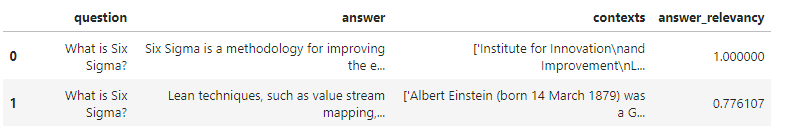 question answer contexts answer_relevancy
0 What is Six Sigma? Six Sigma is a methodology for improving the e... ['Institute for Innovation\nand Improvement\nL... 1.000000
1 What is Six Sigma? Lean techniques, such as value stream mapping,... ['Albert Einstein (born 14 March 1879) was a G... 0.776107